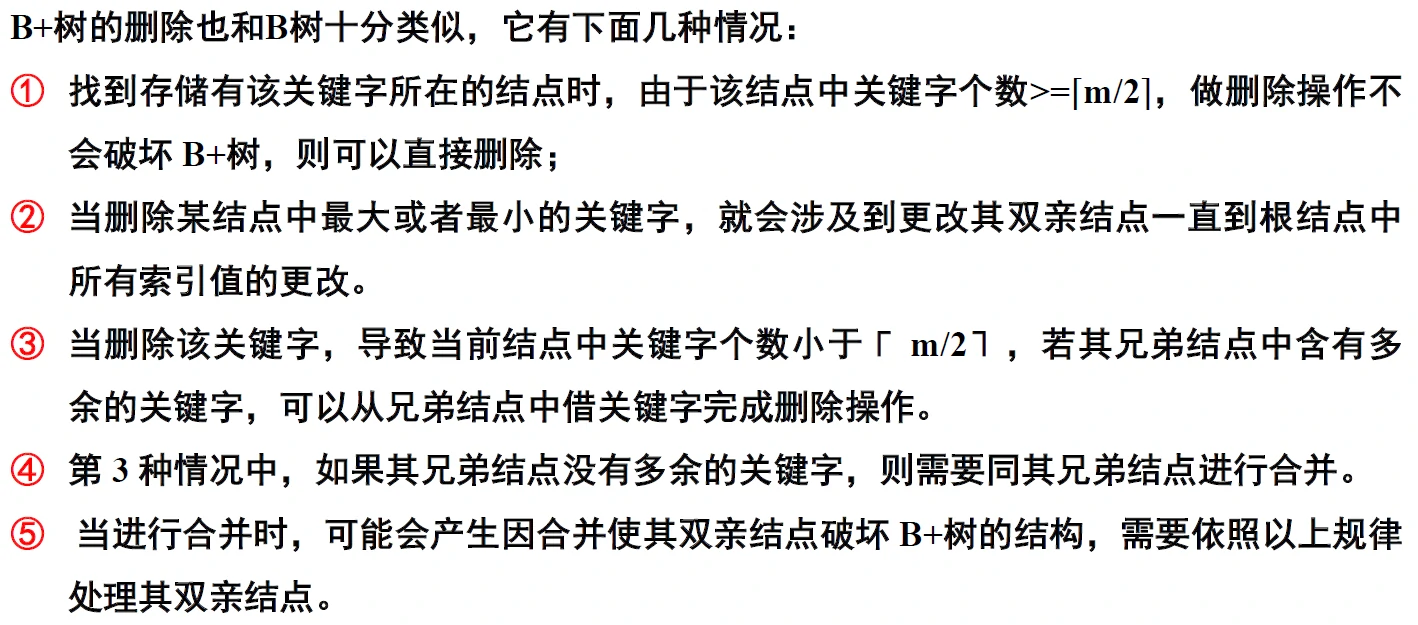 B+树的删除也和B树十分类似，它有下面几种情况：
① 找到存储有该关键字所在的结点时，由于该结点中关键字个数>=⌈m/2⌉，做删除操作不
会破坏 B+树，则可以直接删除；
② 当删除某结点中最大或者最小的关键字，就会涉及到更改其双亲结点一直到根结点中
所有索引值的更改。
③ 当删除该关键字，导致当前结点中关键字个数小于「 m/2ㄱ，若其兄弟结点中含有多
余的关键字，可以从兄弟结点中借关键字完成删除操作。
④ 第 3 种情况中，如果其兄弟结点没有多余的关键字，则需要同其兄弟结点进行合并。
⑤ 当进行合并时，可能会产生因合并使其双亲结点破坏 B+树的结构，需要依照以上规律
处理其双亲结点。